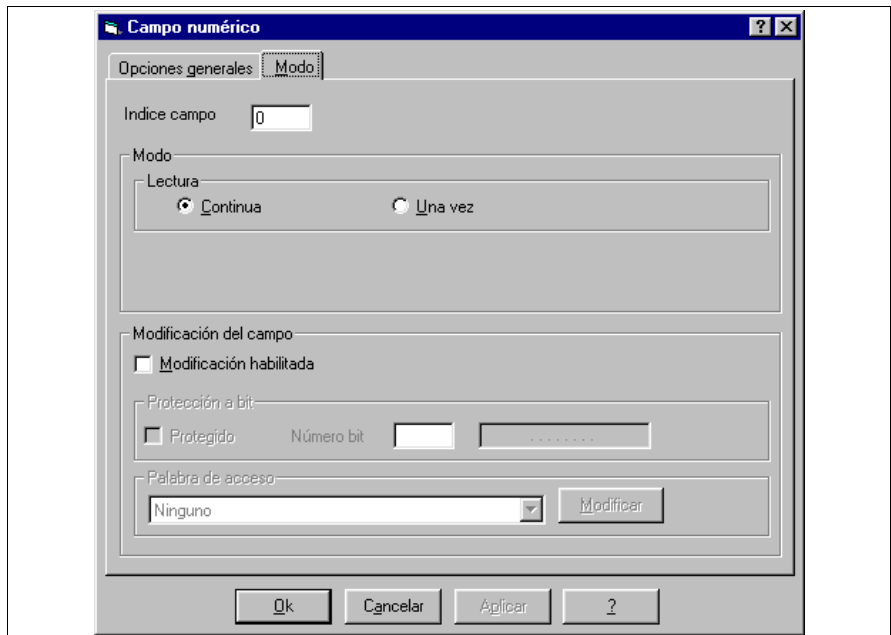 Campo numérico
Opciones generales Modo
Indice campo 0
Modo
Lectura
Continua Una vez
Modificación del campo
Modificación habilitada
Protección a bit
Protegido Número bit ........
Palabra de acceso
Ninguno Modificar
Ok Cancelar Aplicar ?